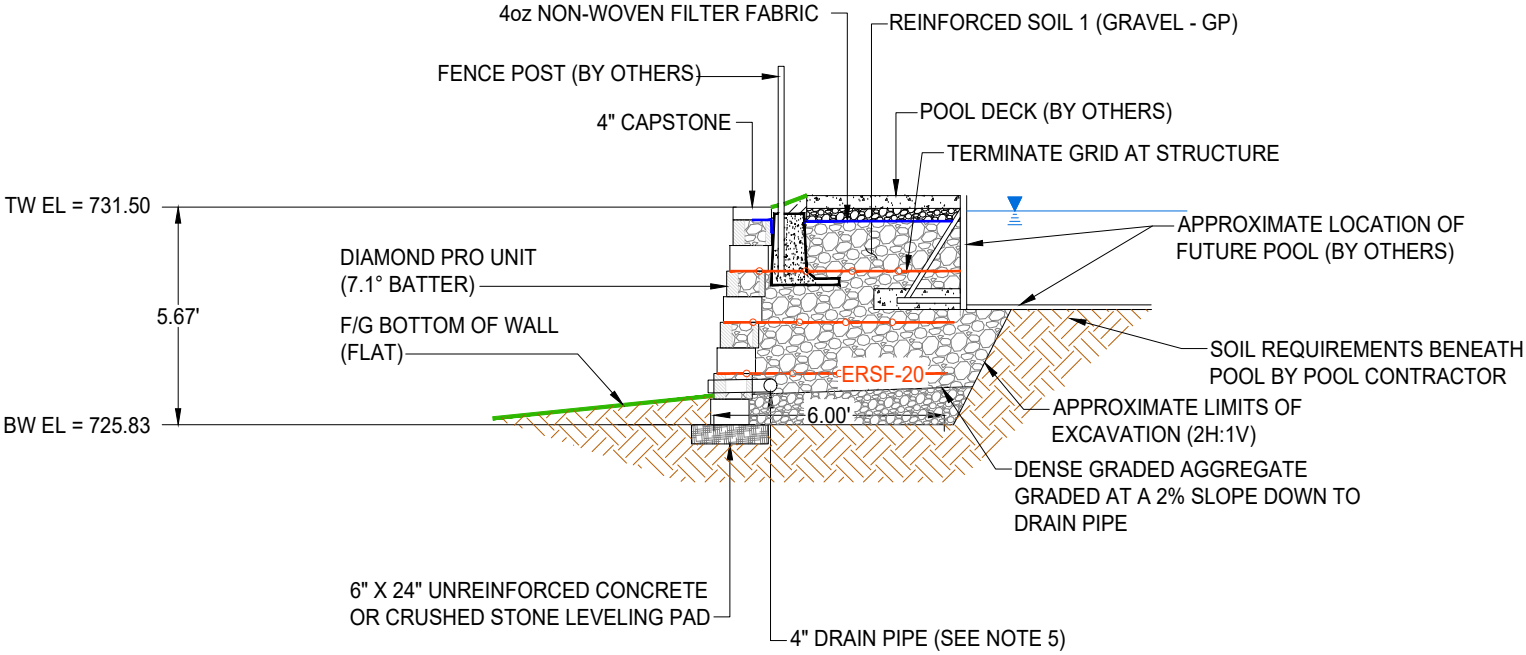 4oz NON-WOVEN FILTER FABRIC
REINFORCED SOIL 1 (GRAVEL - GP)
FENCE POST (BY OTHERS)
4" CAPSTONE
POOL DECK (BY OTHERS)
TERMINATE GRID AT STRUCTURE
TW EL = 731.50
APPROXIMATE LOCATION OF
FUTURE POOL (BY OTHERS)
DIAMOND PRO UNIT
(7.1° BATTER)
5.67'
F/G BOTTOM OF WALL
(FLAT)
SOIL REQUIREMENTS BENEATH
POOL BY POOL CONTRACTOR
ERSF-20
6.00'
BW EL = 725.83
APPROXIMATE LIMITS OF
EXCAVATION (2H:1V)
DENSE GRADED AGGREGATE
GRADED AT A 2% SLOPE DOWN TO
DRAIN PIPE
6" X 24" UNREINFORCED CONCRETE
OR CRUSHED STONE LEVELING PAD
4" DRAIN PIPE (SEE NOTE 5)